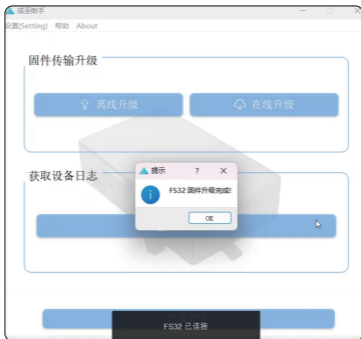 成至助手
设置(Setting) 帮助 About
固件传输升级
离线升级
在线升级
获取设备日志
提示
FS32 固件升级完成!
OK
FS32 已连接